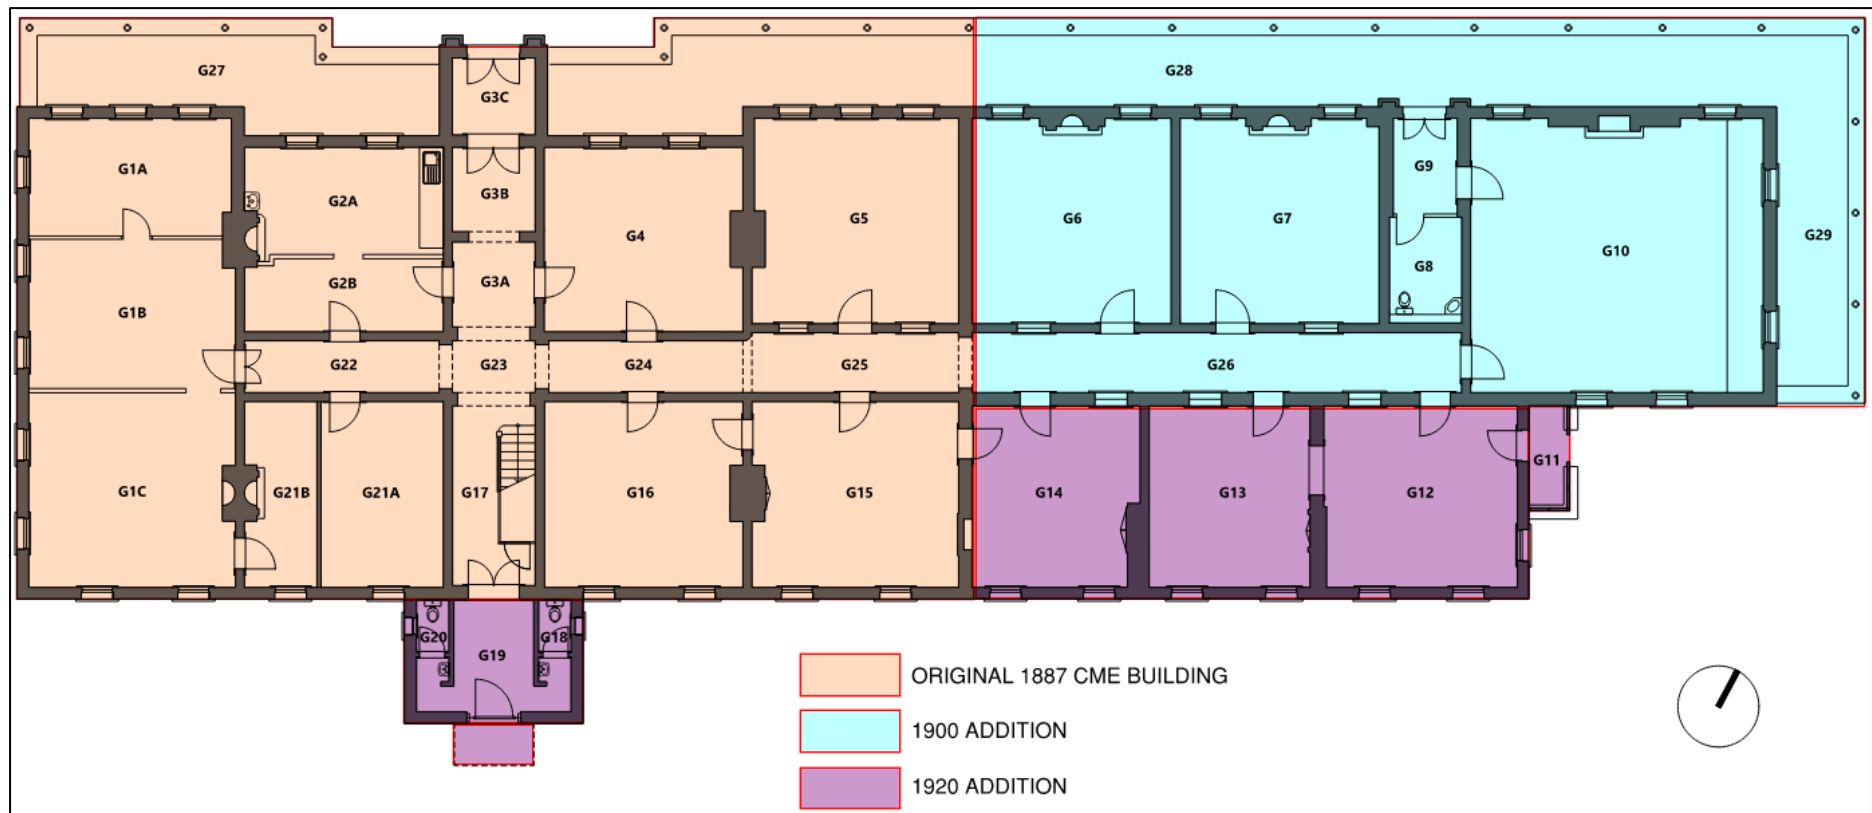 G27
G28
G3C
G1A
G2A
G3B
G4
G5
G6
G7
G9
G8
G10
G29
G1B
G2B
G3A
G22
G23
G24
G25
G26
G1C
G21B
G21A
G17
G16
G15
G14
G13
G12
G11
G20
G19
G18
ORIGINAL 1887 CME BUILDING
1900 ADDITION
1920 ADDITION